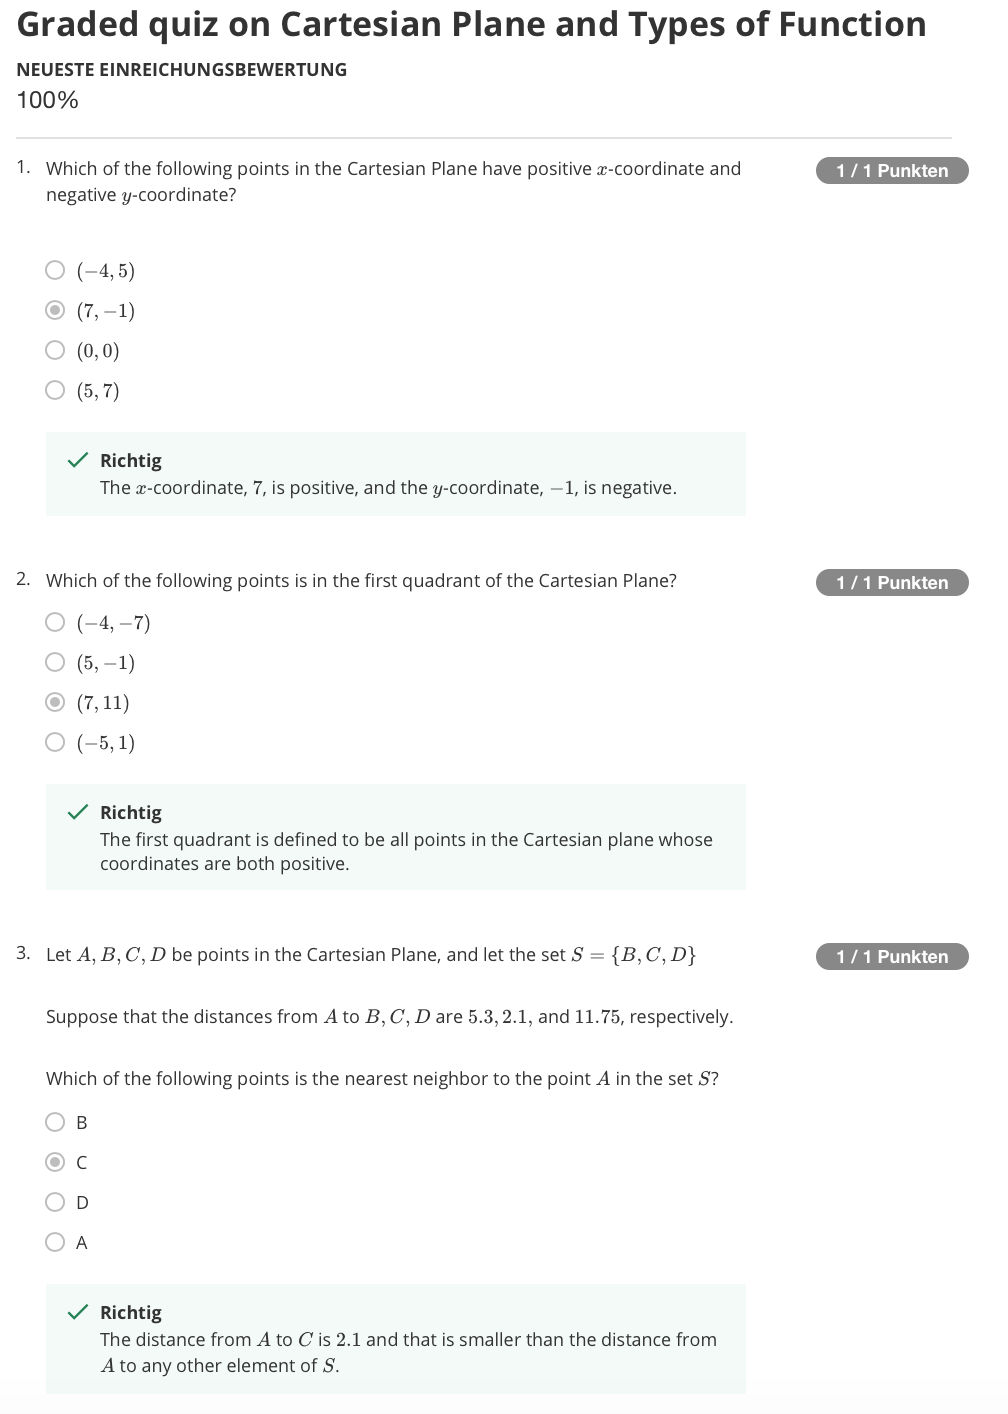 Graded quiz on Cartesian Plane and Types of Function
NEUESTE EINREICHUNGSBEWERTUNG
100%
1. Which of the following points in the Cartesian Plane have positive x-coordinate and
negative y-coordinate?
1 / 1 Punkten
(−4, 5)
(7, −1)
(0, 0)
(5, 7)
Richtig
The x-coordinate, 7, is positive, and the y-coordinate, −1, is negative.
2. Which of the following points is in the first quadrant of the Cartesian Plane?
1 / 1 Punkten
(−4, −7)
(5, −1)
(7, 11)
(−5, 1)
Richtig
The first quadrant is defined to be all points in the Cartesian plane whose
coordinates are both positive.
3. Let A, B, C, D be points in the Cartesian Plane, and let the set S = {B, C, D}
1 / 1 Punkten
Suppose that the distances from A to B, C, D are 5.3, 2.1, and 11.75, respectively.
Which of the following points is the nearest neighbor to the point A in the set S?
B
C
D
A
Richtig
The distance from A to C is 2.1 and that is smaller than the distance from
A to any other element of S.